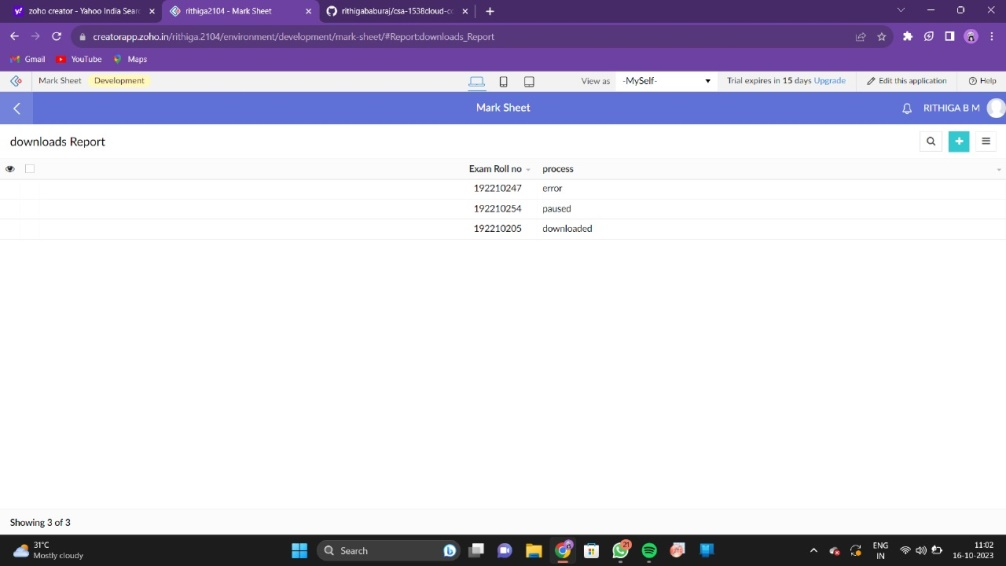 zoho creator - Yahoo India Sear
rithiga2104 - Mark Sheet
rithigababuraj/csa-1538cloud-c
creatorapp.zoho.in/rithiga.2104/environment/development/mark-sheet/#Report:downloads_Report
Gmail YouTube Maps
Mark Sheet Development View as -MySelf- Trial expires in 15 days Upgrade Edit this application Help
Mark Sheet RITHIGA B M
downloads Report
Exam Roll no process
192210247 error
192210254 paused
192210205 downloaded
Showing 3 of 3
31°C
Mostly cloudy
Search
21
ENG
IN
11:02
16-10-2023